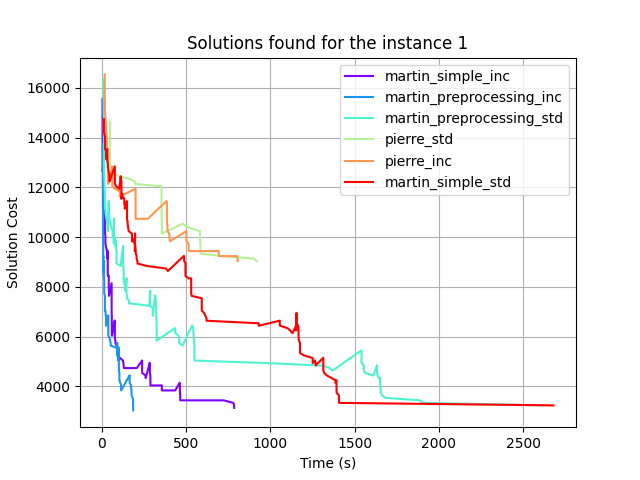 Solutions found for the instance 1
martin_simple_inc
martin_preprocessing_inc
martin_preprocessing_std
pierre_std
pierre_inc
martin_simple_std
Solution Cost
16000
14000
12000
10000
8000
6000
4000
0 500 1000 1500 2000 2500
Time (s)